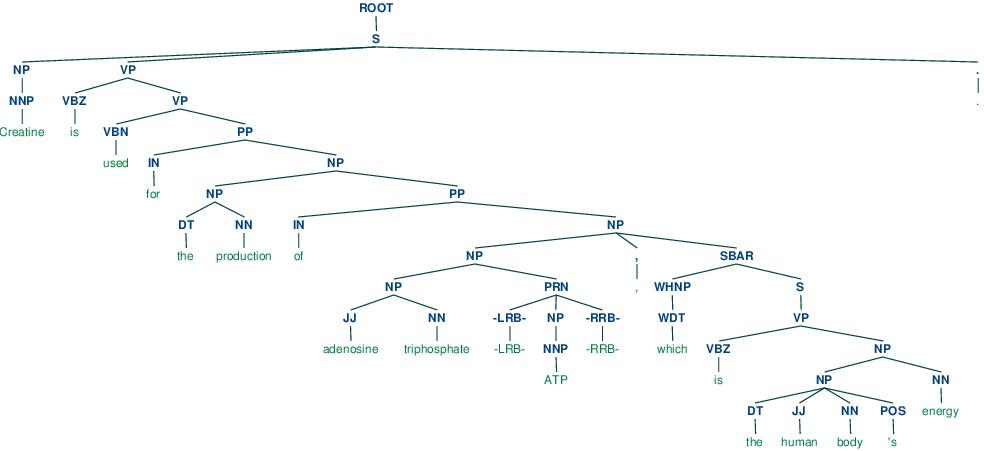 ROOT
S
NP VP .
NNP VBZ VP .
Creatine is VBN PP
used IN NP
for NP PP
DT NN IN NP
the production of NP , SBAR
NP PRN , WHNP S
JJ NN -LRB- NP -RRB- WDT VP
adenosine triphosphate -LRB- NNP -RRB- which VBZ NP
ATP is NP NN
DT JJ NN POS energy
the human body 's